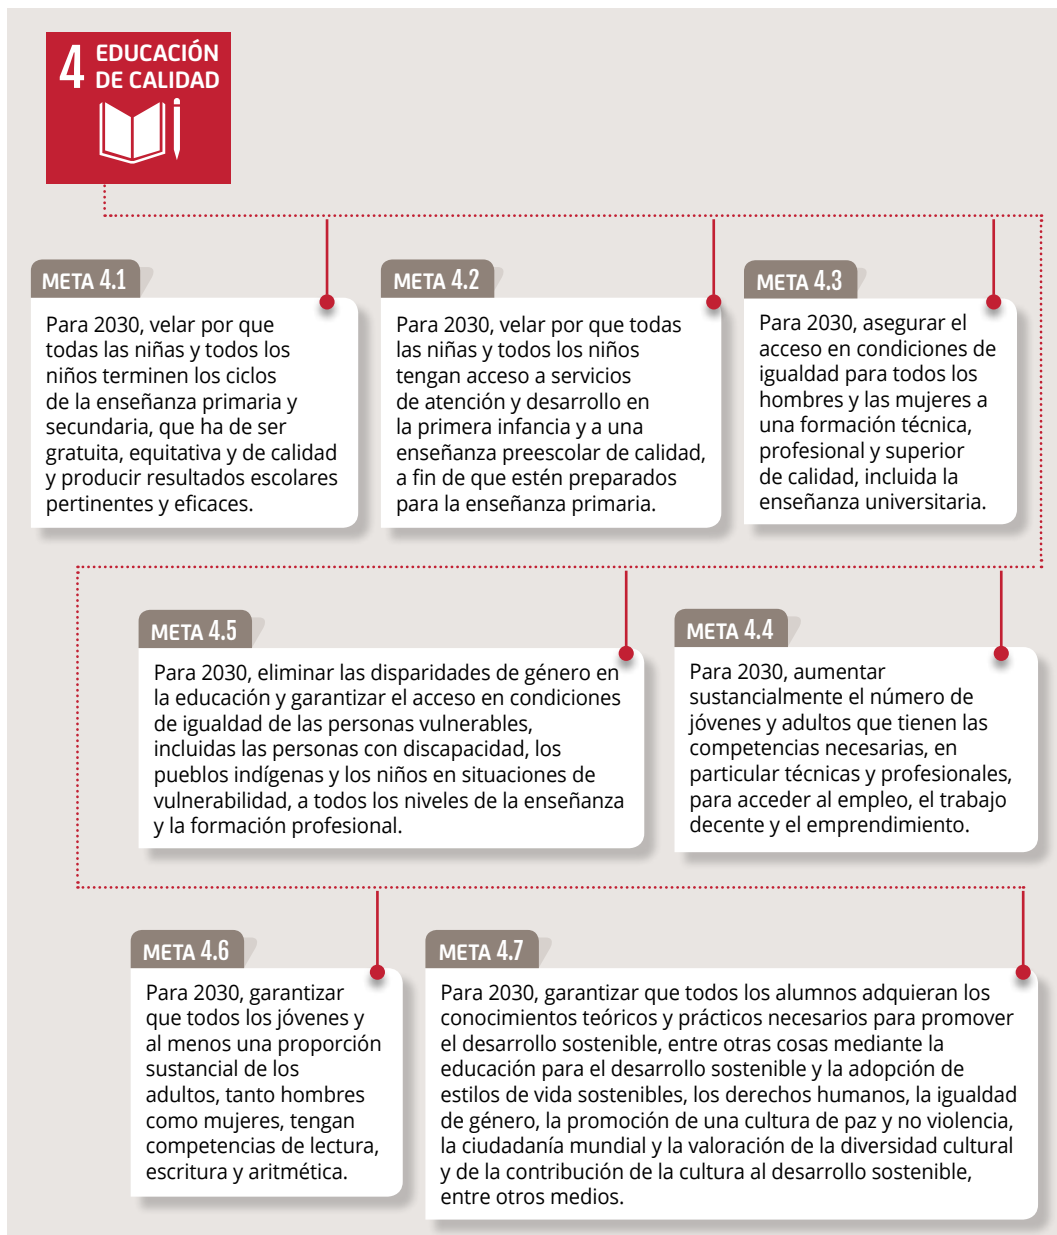 4 EDUCACIÓN
DE CALIDAD
META 4.1
Para 2030, velar por que
todas las niñas y todos los
niños terminen los ciclos
de la enseñanza primaria y
secundaria, que ha de ser
gratuita, equitativa y de calidad
y producir resultados escolares
pertinentes y eficaces.
META 4.2
Para 2030, velar por que todas
las niñas y todos los niños
tengan acceso a servicios
de atención y desarrollo en
la primera infancia y a una
enseñanza preescolar de calidad,
a fin de que estén preparados
para la enseñanza primaria.
META 4.3
Para 2030, asegurar el
acceso en condiciones de
igualdad para todos los
hombres y las mujeres a
una formación técnica,
profesional y superior
de calidad, incluida la
enseñanza universitaria.
META 4.5
Para 2030, eliminar las disparidades de género en
la educación y garantizar el acceso en condiciones
de igualdad de las personas vulnerables,
incluidas las personas con discapacidad, los
pueblos indígenas y los niños en situaciones de
vulnerabilidad, a todos los niveles de la enseñanza
y la formación profesional.
META 4.4
Para 2030, aumentar
sustancialmente el número de
jóvenes y adultos que tienen las
competencias necesarias, en
particular técnicas y profesionales,
para acceder al empleo, el trabajo
decente y el emprendimiento.
META 4.6
Para 2030, garantizar
que todos los jóvenes y
al menos una proporción
sustancial de los
adultos, tanto hombres
como mujeres, tengan
competencias de lectura,
escritura y aritmética.
META 4.7
Para 2030, garantizar que todos los alumnos adquieran los
conocimientos teóricos y prácticos necesarios para promover
el desarrollo sostenible, entre otras cosas mediante la
educación para el desarrollo sostenible y la adopción de
estilos de vida sostenibles, los derechos humanos, la igualdad
de género, la promoción de una cultura de paz y no violencia,
la ciudadanía mundial y la valoración de la diversidad cultural
y de la contribución de la cultura al desarrollo sostenible,
entre otros medios.